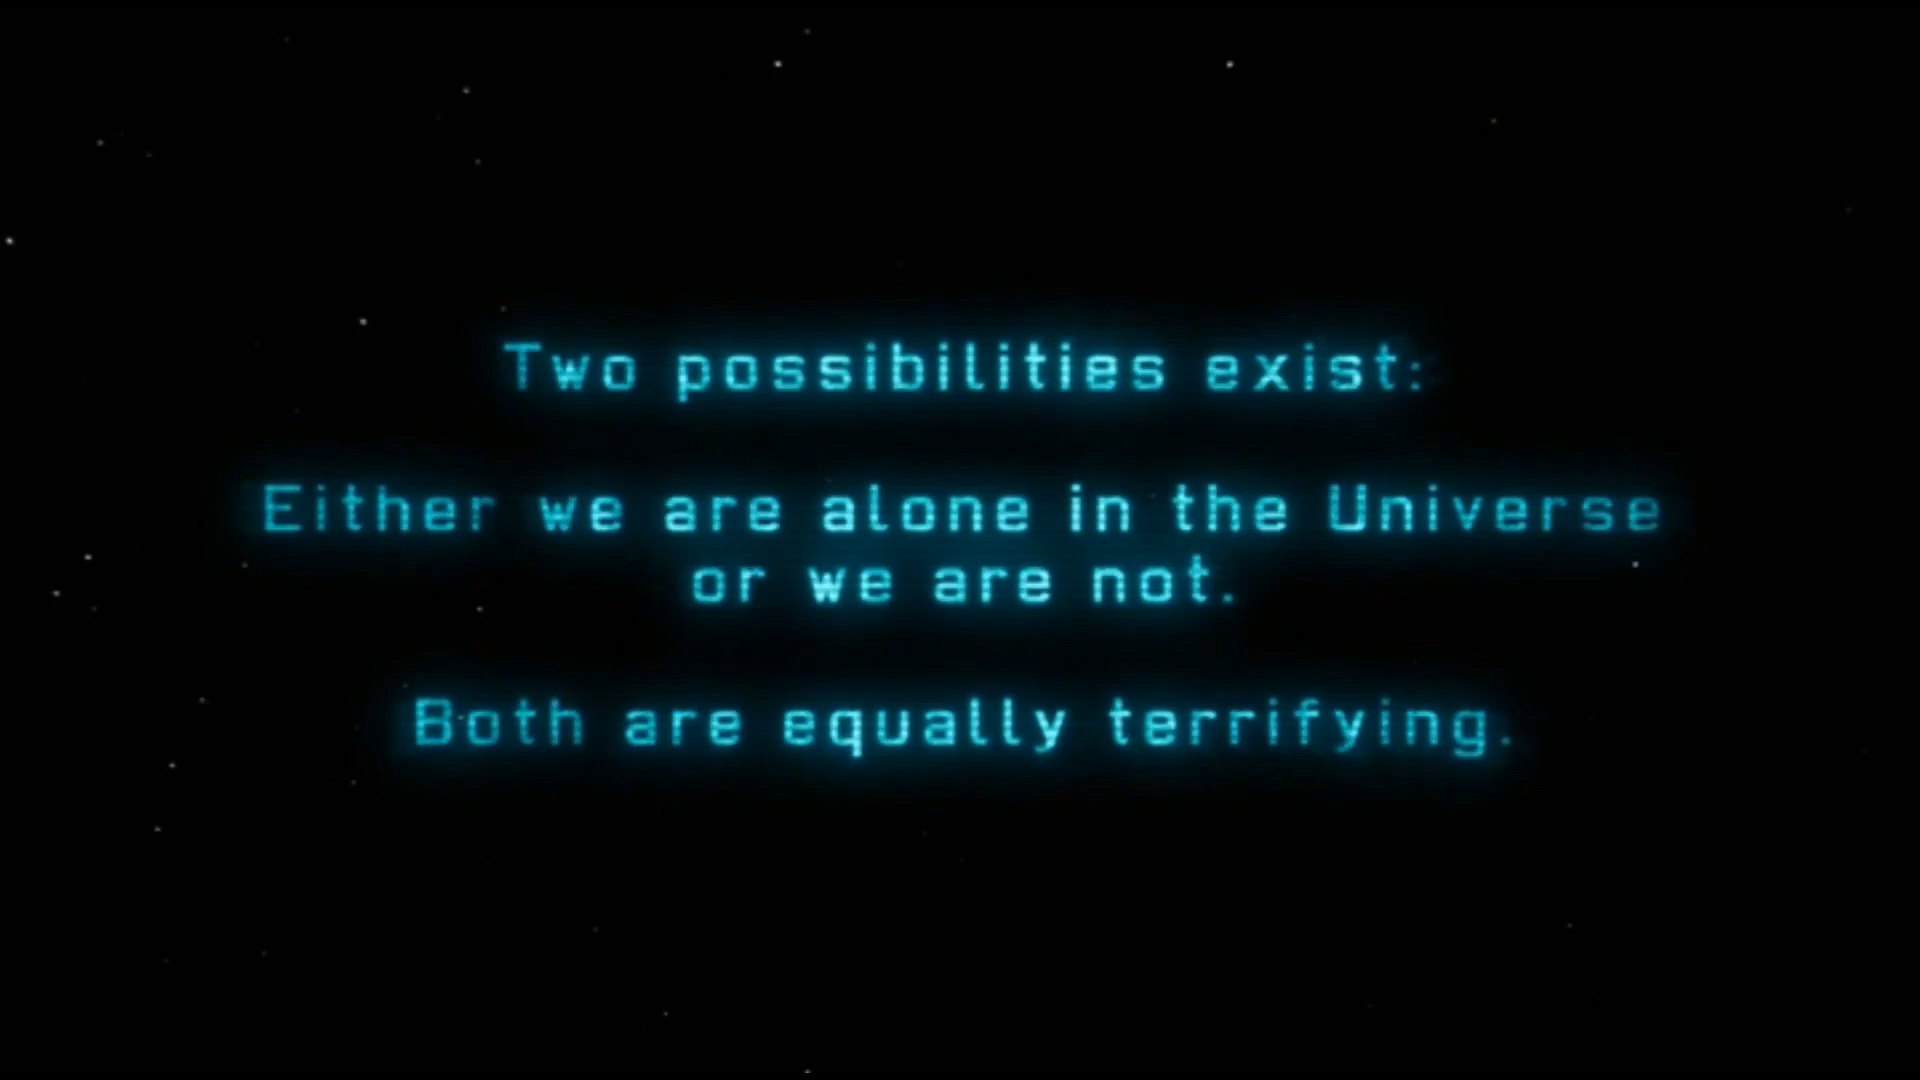 Two possibilities exist:
Either we are alone in the Universe
or we are not.
Both are equally terrifying.